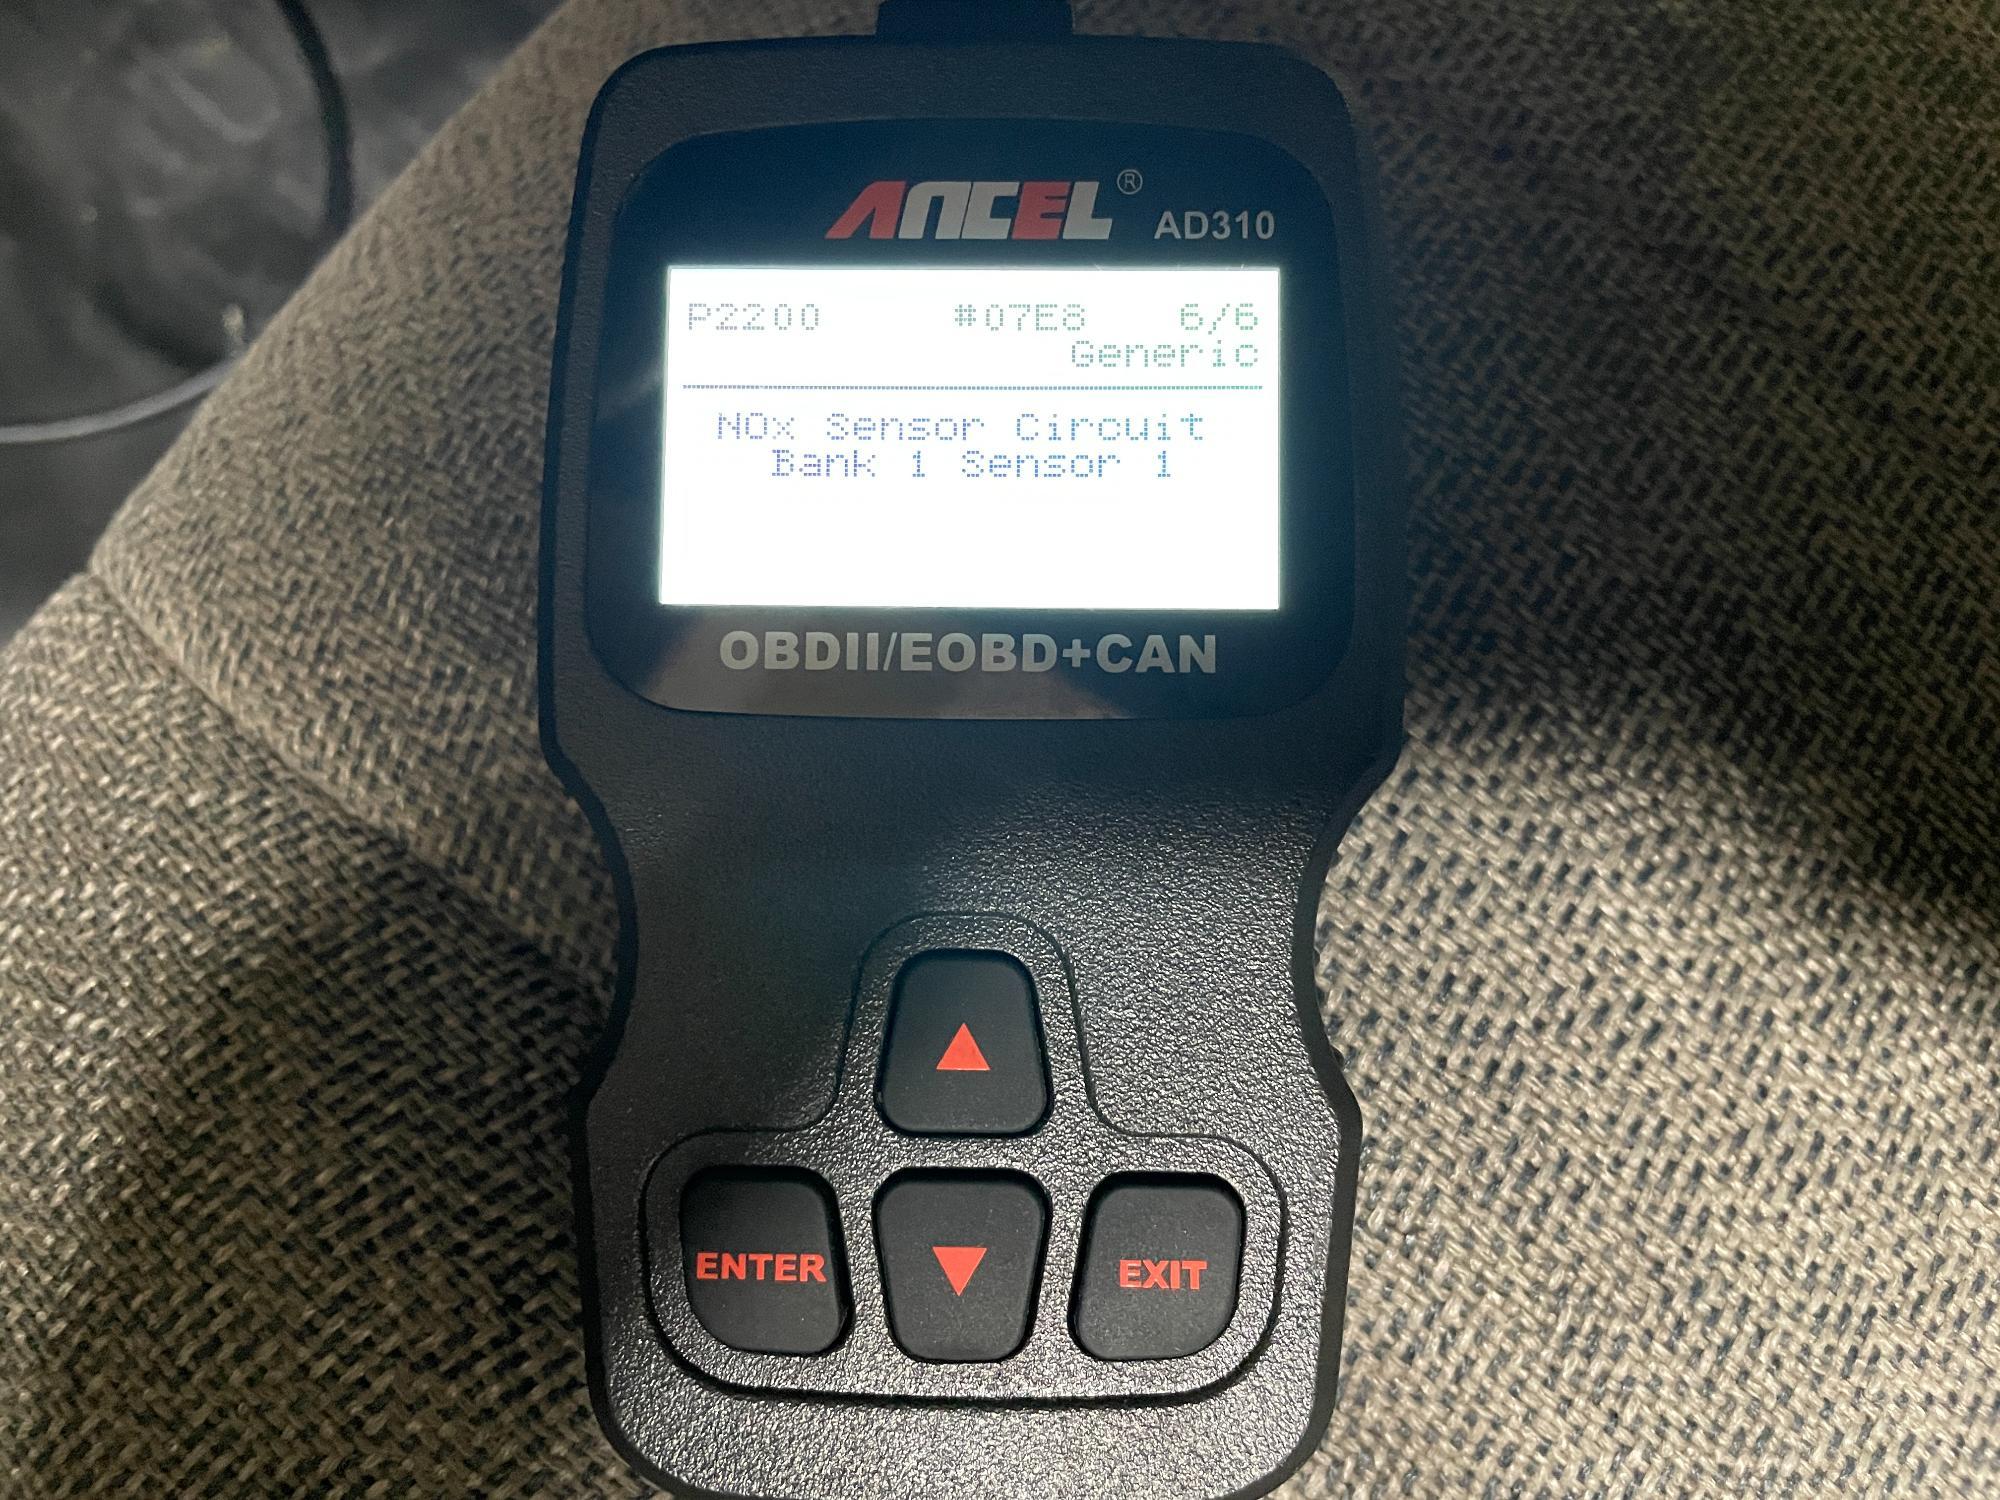 ANCEL® AD310
P2200 #07E8 6/6
Generic
NOx Sensor Circuit
Bank 1 Sensor 1
OBDII/EOBD+CAN
ENTER EXIT